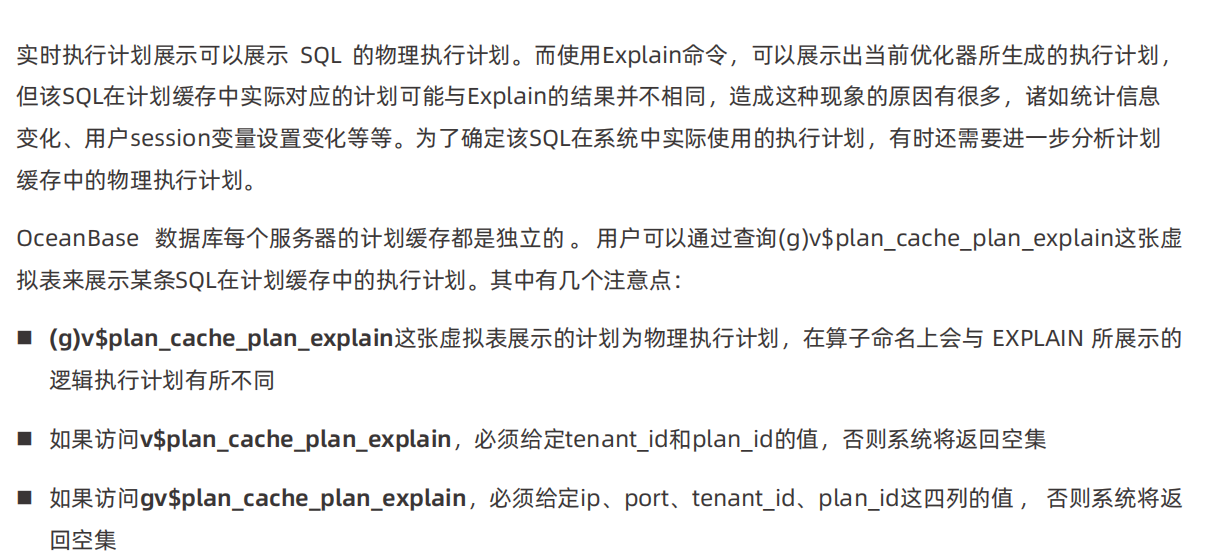 实时执行计划展示可以展示 SQL 的物理执行计划。而使用Explain命令，可以展示出当前优化器所生成的执行计划，
但该SQL在计划缓存中实际对应的计划可能与Explain的结果并不相同，造成这种现象的原因有很多，诸如统计信息
变化、用户session变量设置变化等等。为了确定该SQL在系统中实际使用的执行计划，有时还需要进一步分析计划
缓存中的物理执行计划。
OceanBase 数据库每个服务器的计划缓存都是独立的 。 用户可以通过查询(g)v$plan_cache_plan_explain这张虚
拟表来展示某条SQL在计划缓存中的执行计划。其中有几个注意点：
■ (g)v$plan_cache_plan_explain这张虚拟表展示的计划为物理执行计划，在算子命名上会与 EXPLAIN 所展示的
逻辑执行计划有所不同
■ 如果访问v$plan_cache_plan_explain，必须给定tenant_id和plan_id的值，否则系统将返回空集
■ 如果访问gv$plan_cache_plan_explain，必须给定ip、port、tenant_id、plan_id这四列的值 ， 否则系统将返
回空集